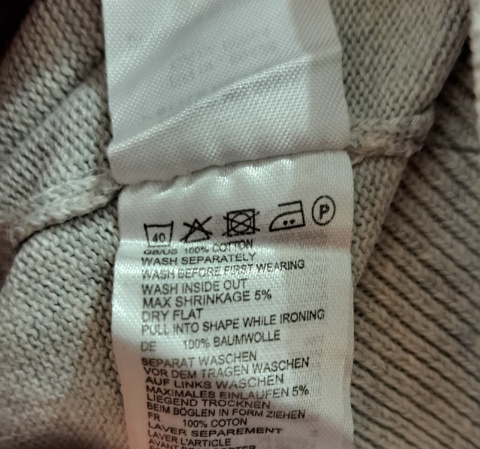 40 P
GB/US 100% COTTON
WASH SEPARATELY
WASH BEFORE FIRST WEARING
WASH INSIDE OUT
MAX SHRINKAGE 5%
DRY FLAT
PULL INTO SHAPE WHILE IRONING
DE 100% BAUMWOLLE
SEPARAT WASCHEN
VOR DEM TRAGEN WASCHEN
AUF LINKS WASCHEN
MAXIMALES EINLAUFEN 5%
LIEGEND TROCKNEN
BEIM BÖGLEN IN FORM ZIEHEN
FR 100% COTON
LAVER SEPAREMENT
LAVER L'ARTICLE
AVANT